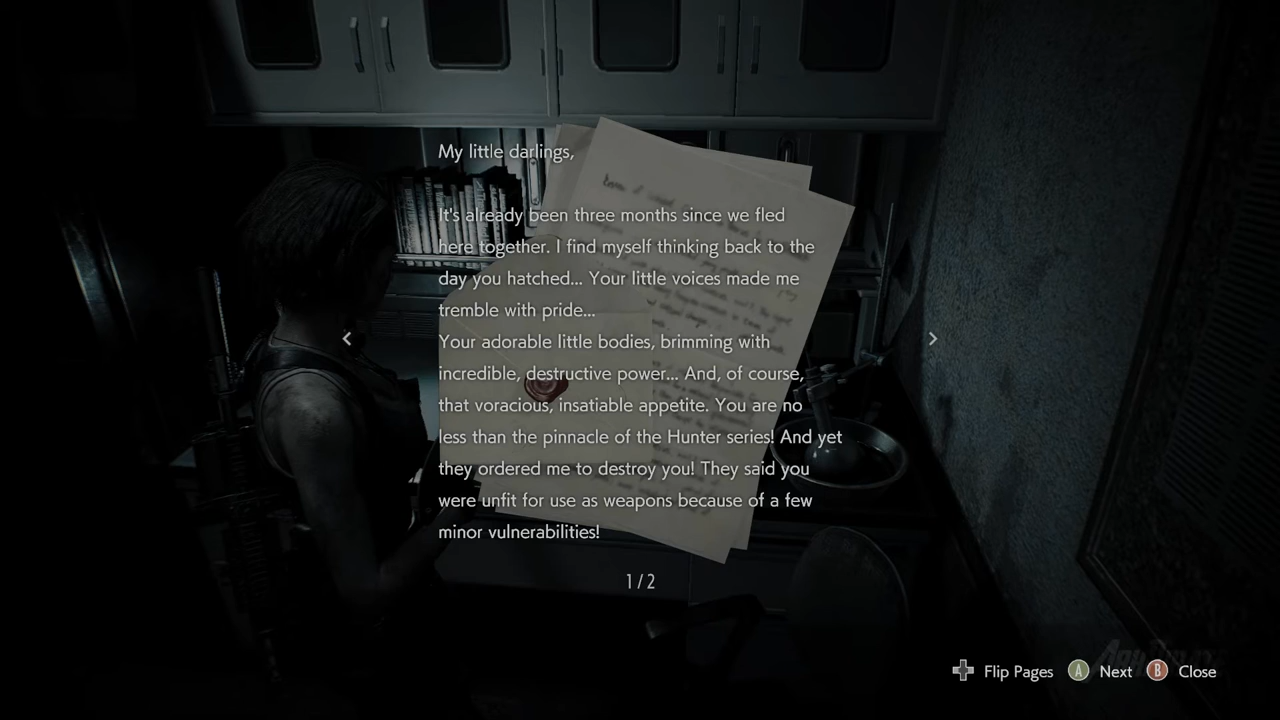 My little darlings,
It's already been three months since we fled
here together. I find myself thinking back to the
day you hatched... Your little voices made me
tremble with pride...
Your adorable little bodies, brimming with
incredible, destructive power... And, of course,
that voracious, insatiable appetite. You are no
less than the pinnacle of the Hunter series! And yet
they ordered me to destroy you! They said you
were unfit for use as weapons because of a few
minor vulnerabilities!
1 / 2
Flip Pages A Next B Close